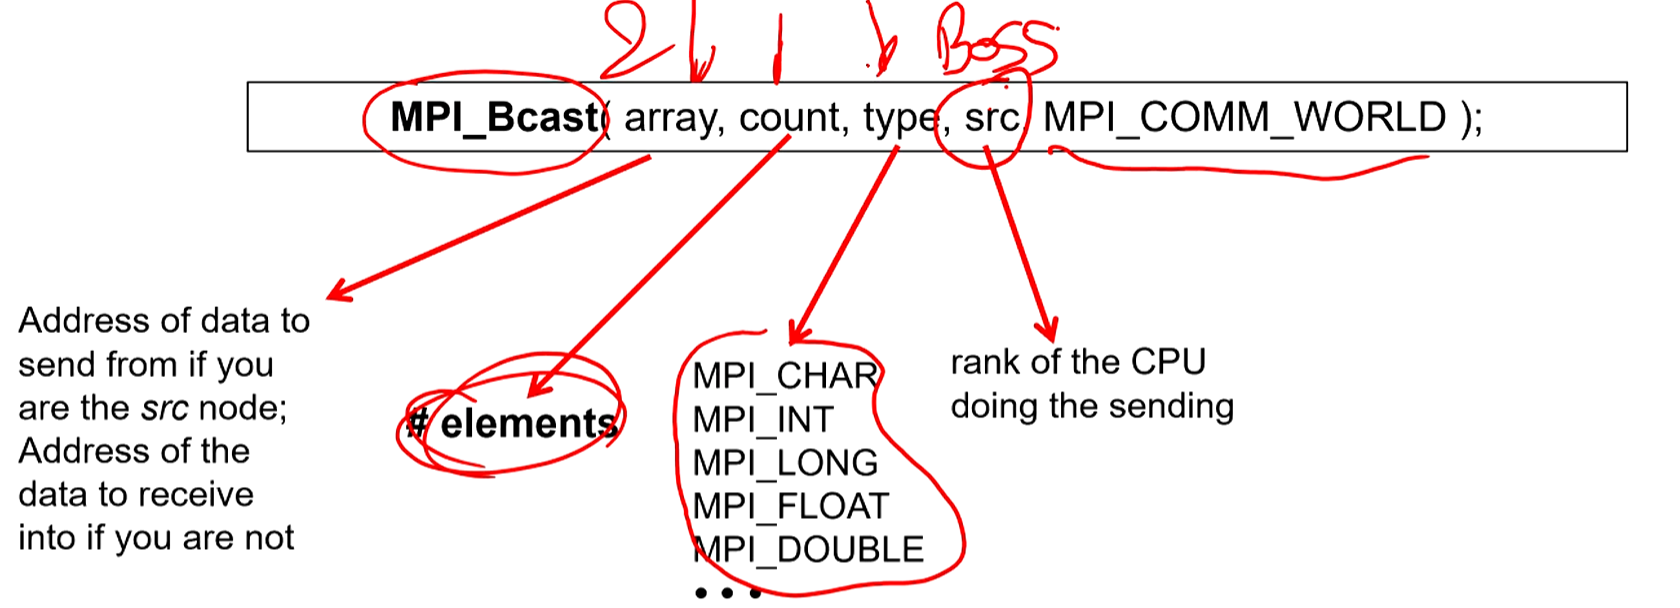 Boss
MPI_Bcast( array, count, type, src, MPI_COMM_WORLD );
Address of data to
send from if you
are the src node;
Address of the
data to receive
into if you are not
# elements
MPI_CHAR
MPI_INT
MPI_LONG
MPI_FLOAT
MPI_DOUBLE
...
rank of the CPU
doing the sending